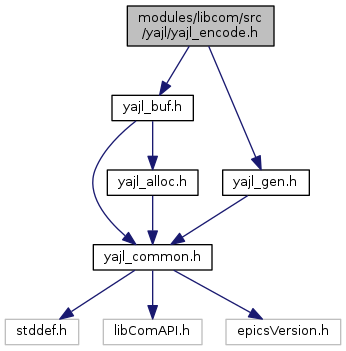 modules/libcom/src
/yajl/yajl_encode.h
yajl_buf.h
yajl_alloc.h
yajl_gen.h
yajl_common.h
stddef.h
libComAPI.h
epicsVersion.h